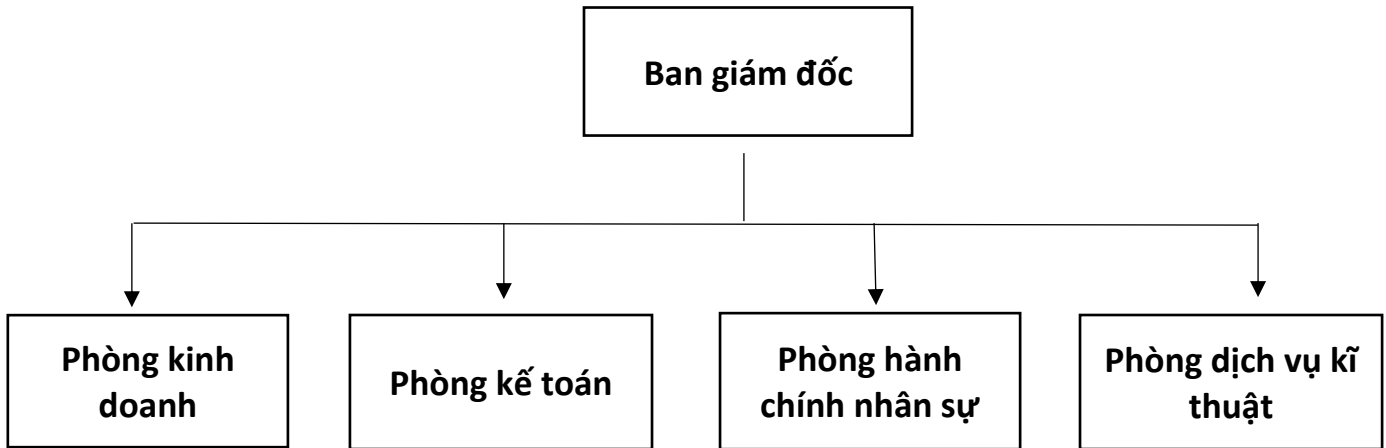 Ban giám đốc
Phòng kinh
doanh
Phòng kế toán
Phòng hành
chính nhân sự
Phòng dịch vụ kĩ
thuật